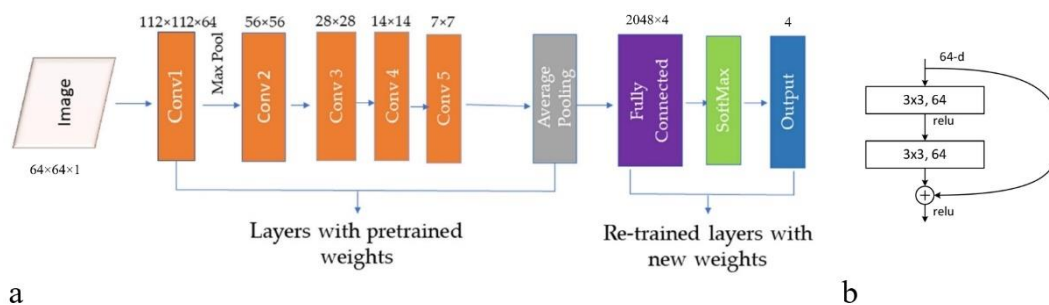 112×112×64
56×56
28×28
14×14
7×7
2048×4
4
Image
64×64×1
Conv1
Max Pool
Conv 2
Conv 3
Conv 4
Conv 5
Average
Pooling
Fully
Connected
SoftMax
Output
Layers with pretrained
weights
Re-trained layers with
new weights
a
64-d
3x3, 64
relu
3x3, 64
+
relu
b